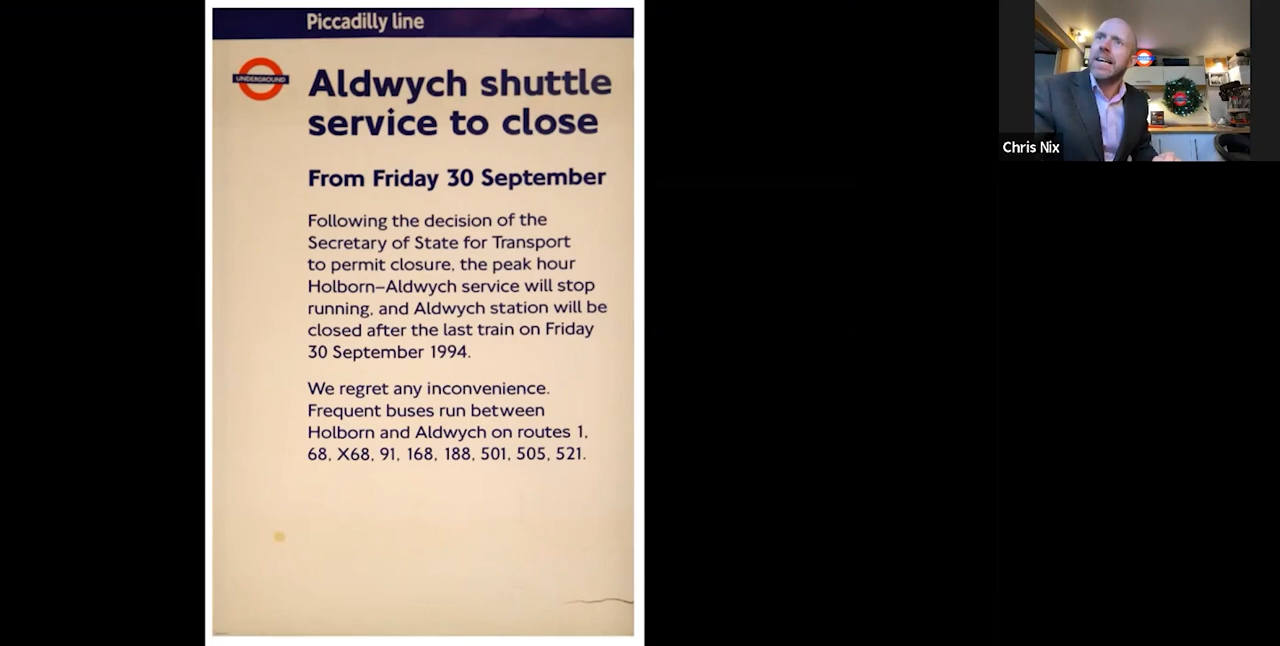 Piccadilly line
UNDERGROUND
Aldwych shuttle
service to close
From Friday 30 September
Following the decision of the
Secretary of State for Transport
to permit closure, the peak hour
Holborn–Aldwych service will stop
running, and Aldwych station will be
closed after the last train on Friday
30 September 1994.
We regret any inconvenience.
Frequent buses run between
Holborn and Aldwych on routes 1,
68, X68, 91, 168, 188, 501, 505, 521.
Chris Nix